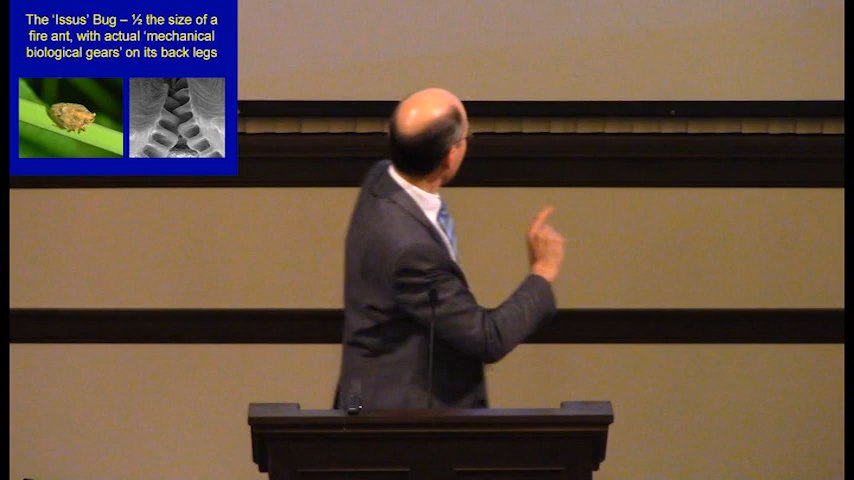 The ‘Issus’ Bug – ½ the size of a
fire ant, with actual ‘mechanical
biological gears’ on its back legs